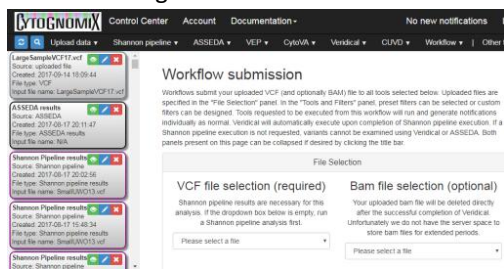 CYTOGNOMIX Control Center Account Documentation No new notifications
Upload data Shannon pipeline ASSEDA VEP CytoVA Veridical CUVD Workflow | Other
LargeSampleVCF17.vcf
Source: uploaded file
Created: 2017-09-14 18:09:44
File type: VCF
Input file name: LargeSampleVCF17.vcf
ASSEDA results
Source: ASSEDA
Created: 2017-09-17 20:11:47
File type: ASSEDA results
Input file name: N/A
Shannon Pipeline results
Source: Shannon Pipeline
Created: 2017-09-17 20:02:56
File type: Shannon Pipeline results
Input file name: SmallUWO13.vcf
Shannon Pipeline results
Source: Shannon Pipeline
Created: 2017-09-17 15:48:34
File type: Shannon Pipeline results
Input file name: SmallUWO13.vcf
Shannon Pipeline results
Source: Shannon Pipeline
Workflow submission
Workflows submit your uploaded VCF (and optionally BAM) file to all tools selected below. Uploaded files are
specified in the "File Selection" panel. In the "Tools and Filters" panel, preset filters can be selected or custom
filters can be designed. Tools requested to be executed from this workflow will run and generate notifications
individually as normal. Veridical will automatically execute upon completion of Shannon pipeline execution. If a
Shannon pipeline execution is not requested, variants cannot be examined using Veridical or ASSEDA. Both
panels present on this page can be collapsed if desired by clicking the title bar.
File Selection
VCF file selection (required)
Shannon pipeline results are necessary for this
analysis. If the dropdown box below is empty, run
a Shannon pipeline analysis first.
Please select a file
Bam file selection (optional)
Your uploaded bam file will be deleted directly
after the successful completion of Veridical.
Unfortunately we do not have the server space to
store bam files for extended periods.
Please select a file